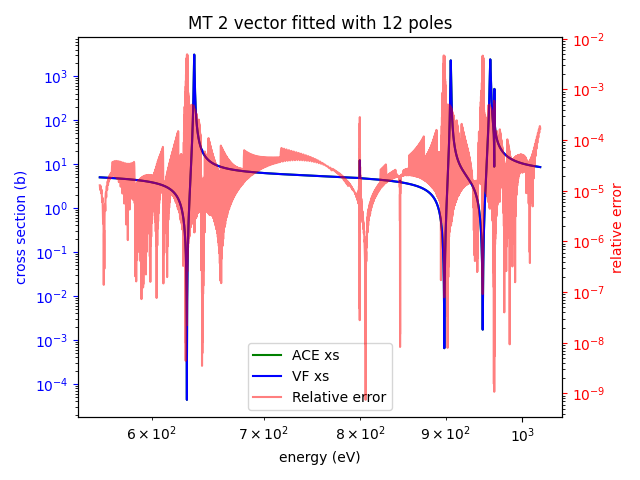 MT 2 vector fitted with 12 poles
cross section (b)
10³
10²
10¹
10⁰
10⁻¹
10⁻²
10⁻³
10⁻⁴
10⁻²
10⁻³
10⁻⁴
10⁻⁵
10⁻⁶
10⁻⁷
10⁻⁸
10⁻⁹
relative error
ACE xs
VF xs
Relative error
6 × 10² 7 × 10² 8 × 10² 9 × 10² 10³
energy (eV)